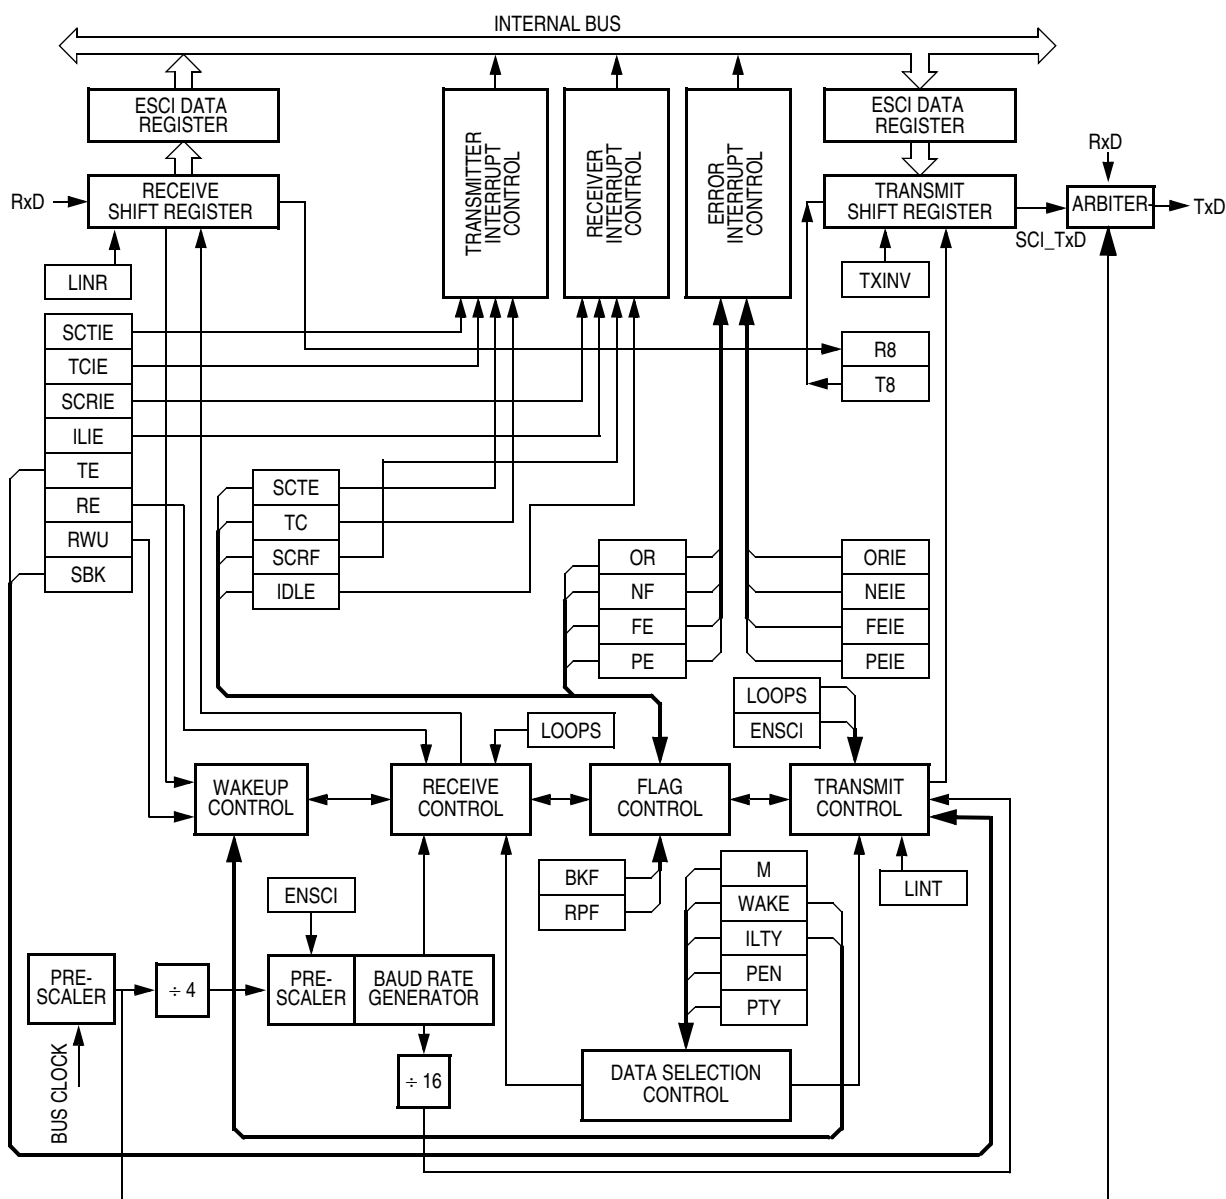 INTERNAL BUS
ESCI DATA
REGISTER
ESCI DATA
REGISTER
TRANSMITTER
INTERRUPT
CONTROL
RECEIVER
INTERRUPT
CONTROL
ERROR
INTERRUPT
CONTROL
RxD
RxD
RECEIVE
SHIFT REGISTER
TRANSMIT
SHIFT REGISTER
ARBITER
TxD
SCI_TxD
LINR
TXINV
SCTIE
TCIE
SCRIE
ILIE
TE
RE
RWU
SBK
R8
T8
SCTE
TC
SCRF
IDLE
OR
NF
FE
PE
ORIE
NEIE
FEIE
PEIE
LOOPS
ENSCI
LOOPS
WAKEUP
CONTROL
RECEIVE
CONTROL
FLAG
CONTROL
TRANSMIT
CONTROL
BKF
RPF
M
WAKE
ILTY
PEN
PTY
LINT
ENSCI
PRE-
SCALER
÷ 4
PRE-
SCALER
BAUD RATE
GENERATOR
BUS CLOCK
÷ 16
DATA SELECTION
CONTROL